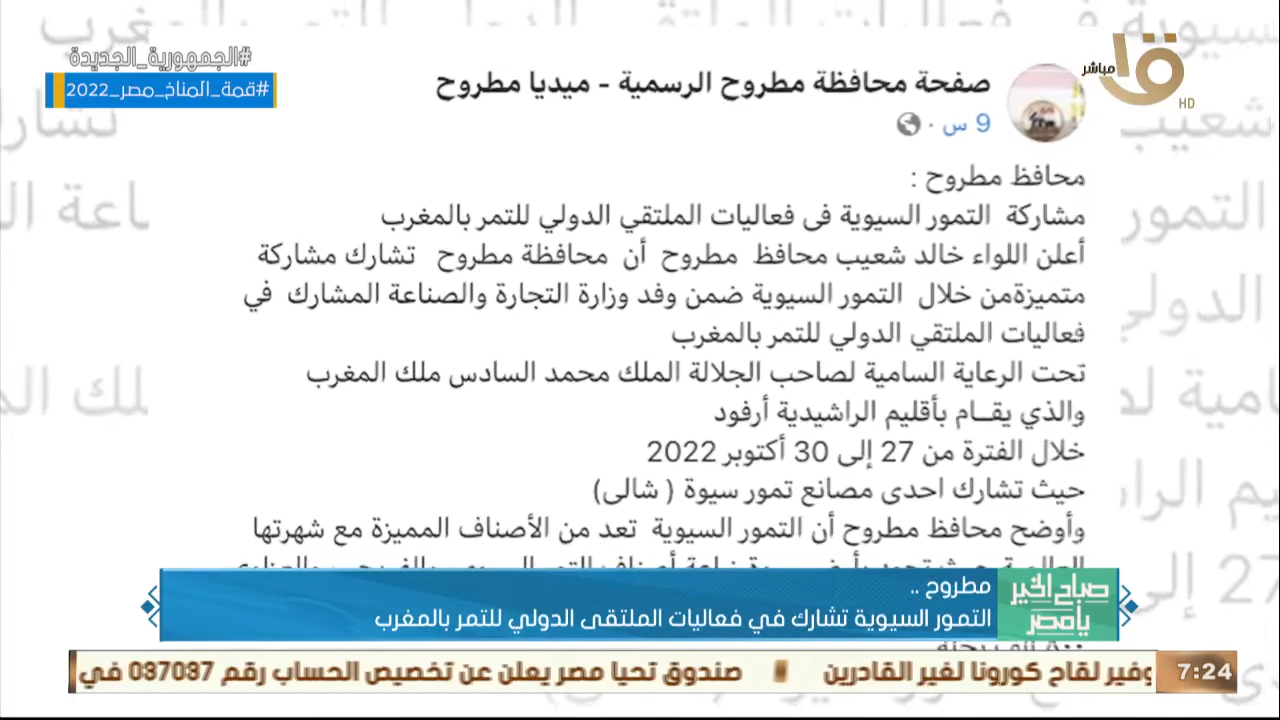 #الجمهورية_الجديدة
#قمة_المناخ_مصر_2022
مباشر
HD
صفحة محافظة مطروح الرسمية - ميديا مطروح
9 س ·
محافظ مطروح :
مشاركة التمور السيوية فى فعاليات الملتقي الدولي للتمر بالمغرب
أعلن اللواء خالد شعيب محافظ مطروح أن محافظة مطروح تشارك مشاركة
متميزةمن خلال التمور السيوية ضمن وفد وزارة التجارة والصناعة المشارك في
فعاليات الملتقي الدولي للتمر بالمغرب
تحت الرعاية السامية لصاحب الجلالة الملك محمد السادس ملك المغرب
والذي يقــام بأقليم الراشيدية أرفود
خلال الفترة من 27 إلى 30 أكتوبر 2022
حيث تشارك احدى مصانع تمور سيوة ( شالى)
وأوضح محافظ مطروح أن التمور السيوية تعد من الأصناف المميزة مع شهرتها
صباح الخير يا مصر
مطروح ..
التمور السيوية تشارك في فعاليات الملتقى الدولي للتمر بالمغرب
وفير لقاح كورونا لغير القادرين
صندوق تحيا مصر يعلن عن تخصيص الحساب رقم 037037 في
7:24